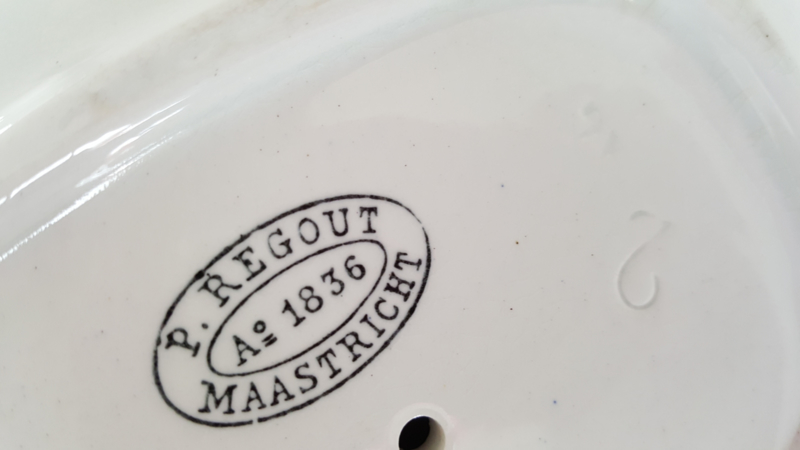 P. REGOUT
Aº 1836
MAASTRICHT
2